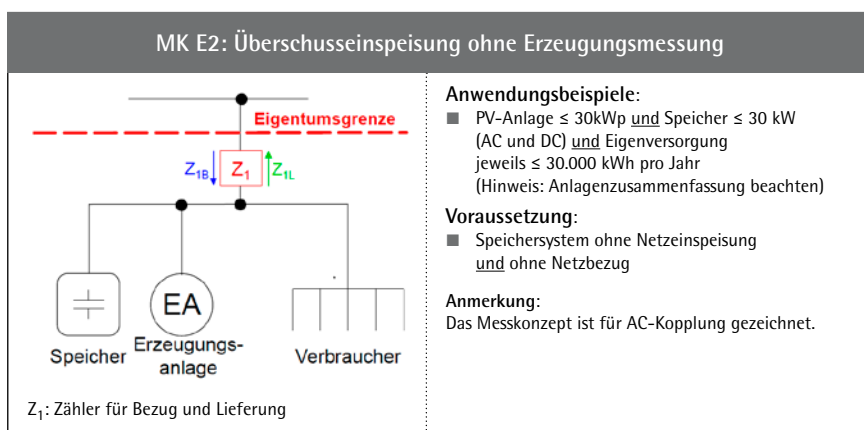 MK E2: Überschusseinspeisung ohne Erzeugungsmessung
Eigentumsgrenze
Z1B Z1 Z1L
EA
Speicher
Erzeugungs-
anlage
Verbraucher
Z1: Zähler für Bezug und Lieferung
Anwendungsbeispiele:
■ PV-Anlage ≤ 30kWp und Speicher ≤ 30 kW
(AC und DC) und Eigenversorgung
jeweils ≤ 30.000 kWh pro Jahr
(Hinweis: Anlagenzusammenfassung beachten)
Voraussetzung:
■ Speichersystem ohne Netzeinspeisung
und ohne Netzbezug
Anmerkung:
Das Messkonzept ist für AC-Kopplung gezeichnet.